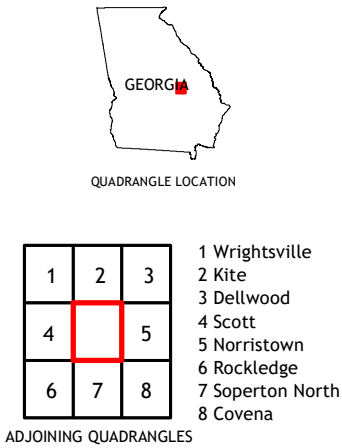 GEORGIA
QUADRANGLE LOCATION
1 2 3
4 5
6 7 8
1 Wrightsville
2 Kite
3 Dellwood
4 Scott
5 Norristown
6 Rockledge
7 Soperton North
8 Covena
ADJOINING QUADRANGLES